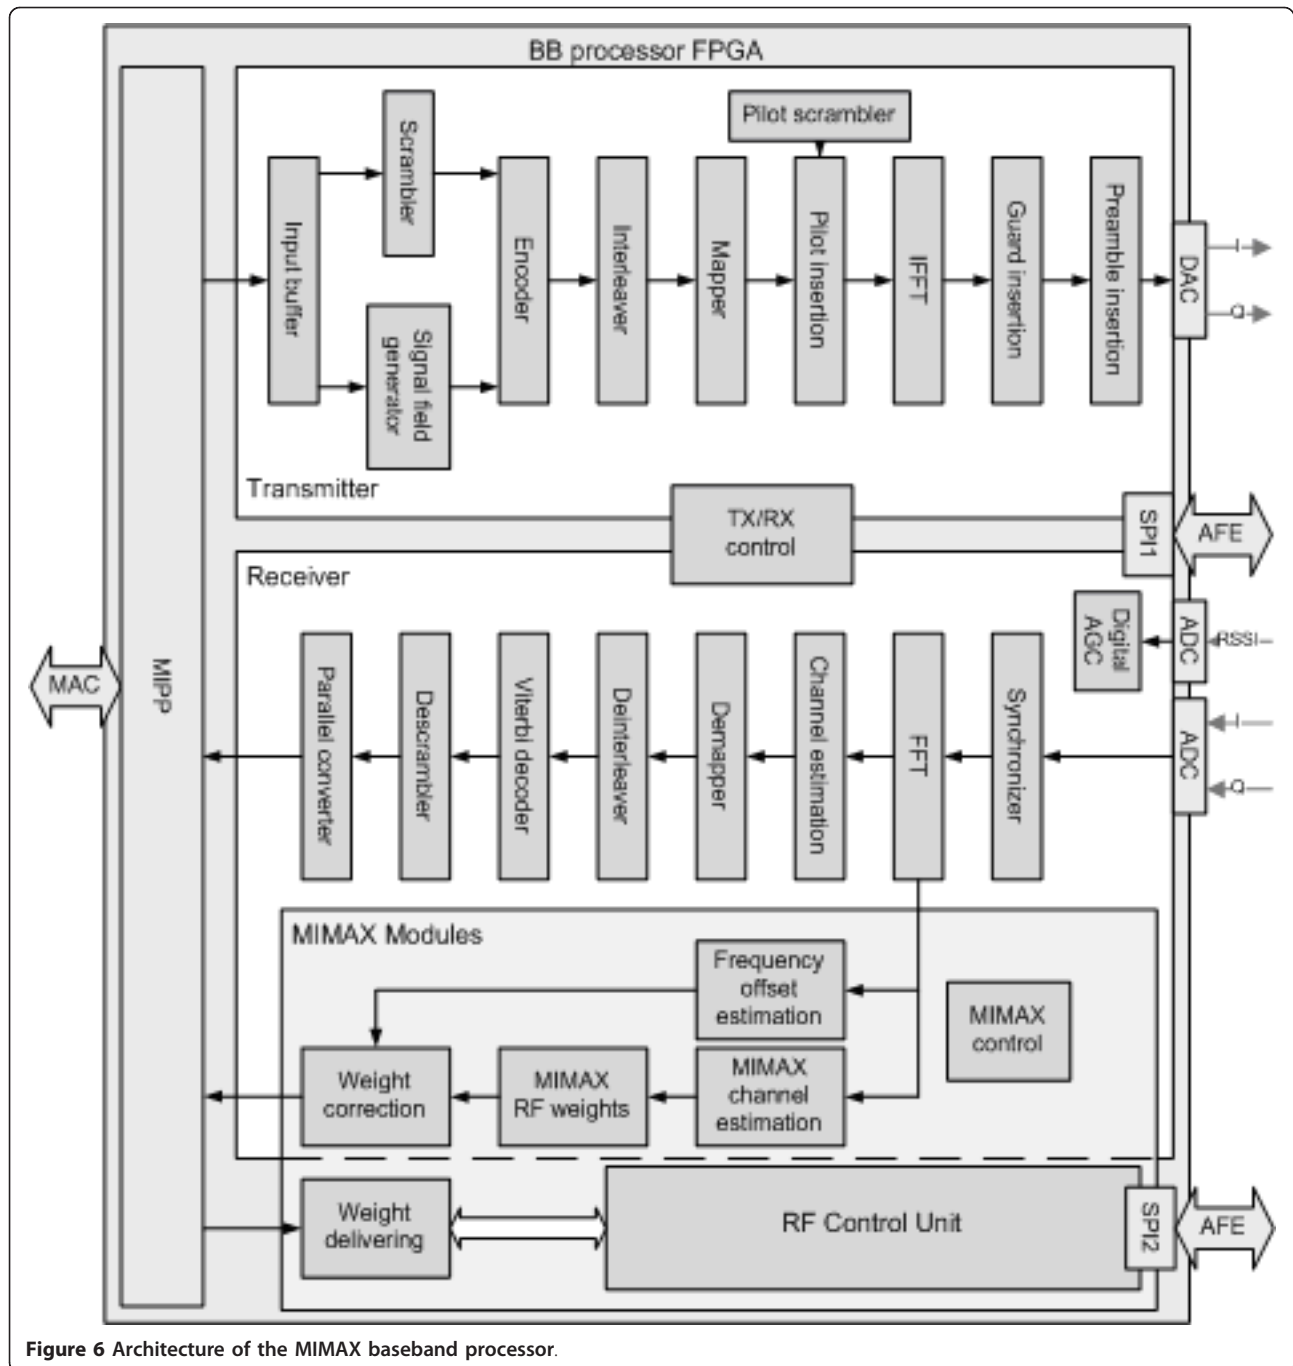 BB processor FPGA
Pilot scrambler
Scrambler
Input buffer
Signal field
generator
Encoder
Interleaver
Mapper
Pilot insertion
IFFT
Guard insertion
Preamble insertion
DAC
I
Q
Transmitter
TX/RX
control
SPI1
AFE
Receiver
Digital
AGC
ADC
RSSI
MAC
MIPP
Parallel converter
Descrambler
Viterbi decoder
Deinterleaver
Demapper
Channel estimation
FFT
Synchronizer
ADC
I
Q
MIMAX Modules
Frequency
offset
estimation
MIMAX
control
Weight
correction
MIMAX
RF weights
MIMAX
channel
estimation
Weight
delivering
RF Control Unit
SPI2
AFE
Figure 6 Architecture of the MIMAX baseband processor.